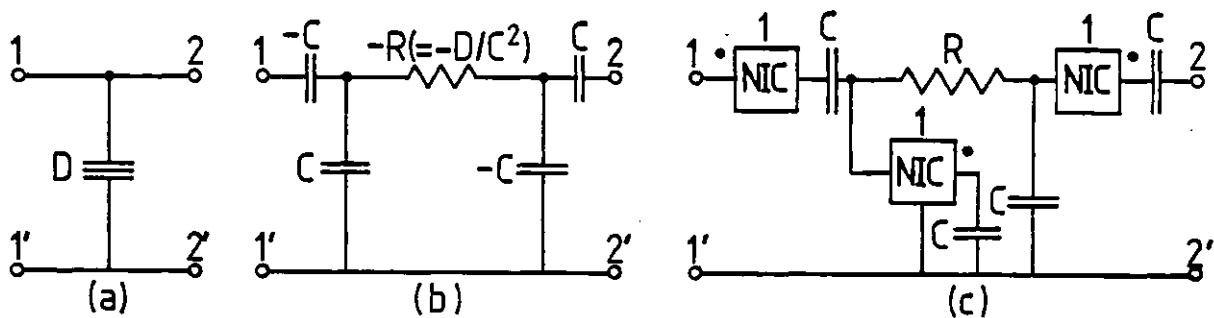 1 2
D
1' 2'
(a)
1 -C -R(=-D/C²) C 2
C -C
1' 2'
(b)
1 • NIC 1 C R 1 NIC • C 2
1 NIC •
C C
1' 2'
(c)